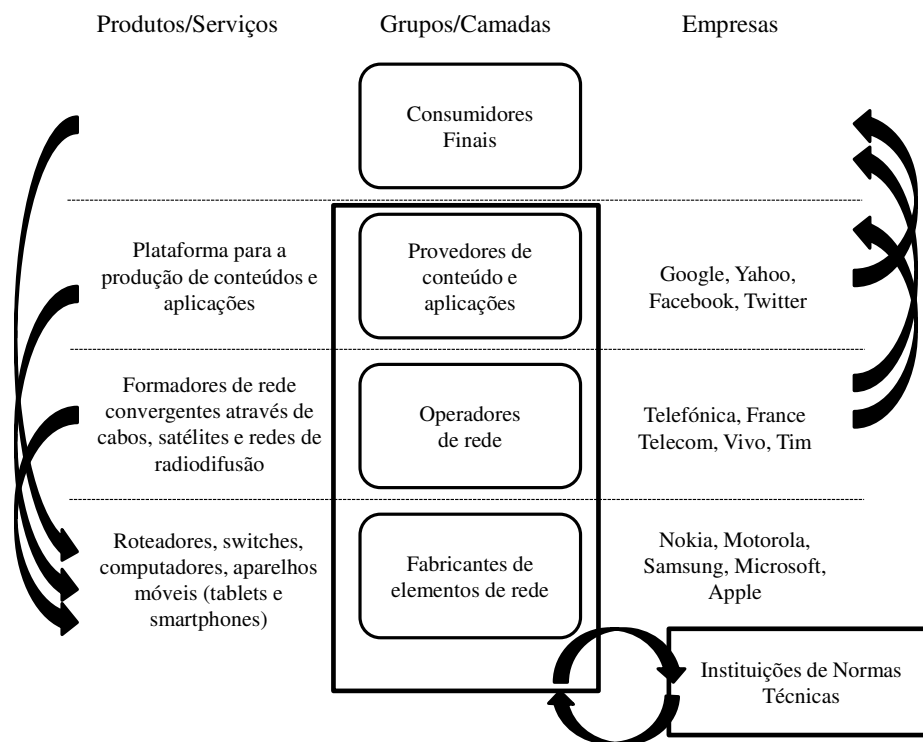 Produtos/Serviços
Grupos/Camadas
Empresas
Consumidores
Finais
Plataforma para a
produção de conteúdos e
aplicações
Provedores de
conteúdo e
aplicações
Google, Yahoo,
Facebook, Twitter
Formadores de rede
convergentes através de
cabos, satélites e redes de
radiodifusão
Operadores
de rede
Telefónica, France
Telecom, Vivo, Tim
Roteadores, switches,
computadores, aparelhos
móveis (tablets e
smartphones)
Fabricantes de
elementos de rede
Nokia, Motorola,
Samsung, Microsoft,
Apple
Instituições de Normas
Técnicas